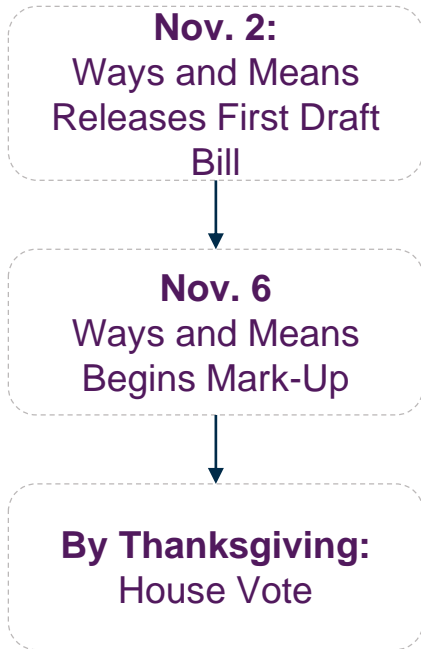 Nov. 2:
Ways and Means
Releases First Draft
Bill
Nov. 6
Ways and Means
Begins Mark-Up
By Thanksgiving:
House Vote